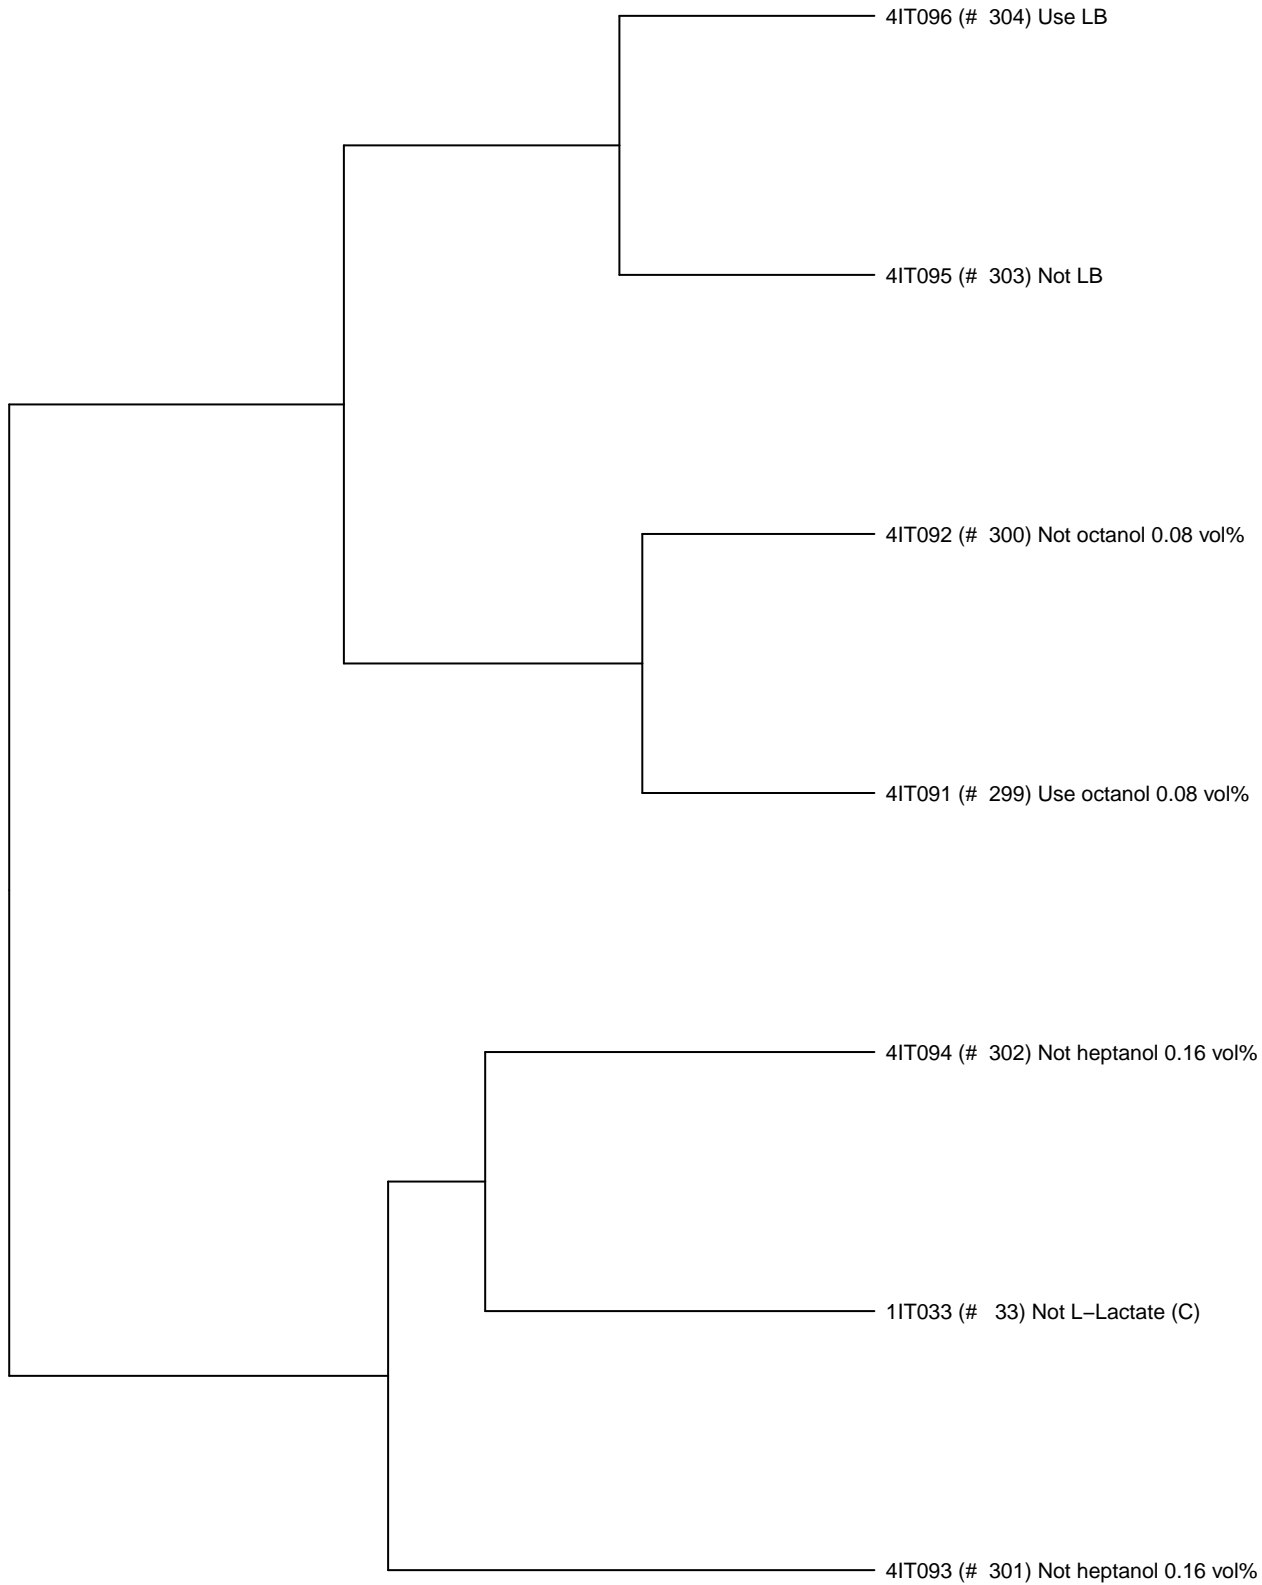 4IT096 (#  304) Use LB
4IT095 (#  303) Not LB
4IT092 (#  300) Not octanol 0.08 vol%
4IT091 (#  299) Use octanol 0.08 vol%
4IT094 (#  302) Not heptanol 0.16 vol%
1IT033 (#   33) Not L−Lactate (C)
4IT093 (#  301) Not heptanol 0.16 vol%